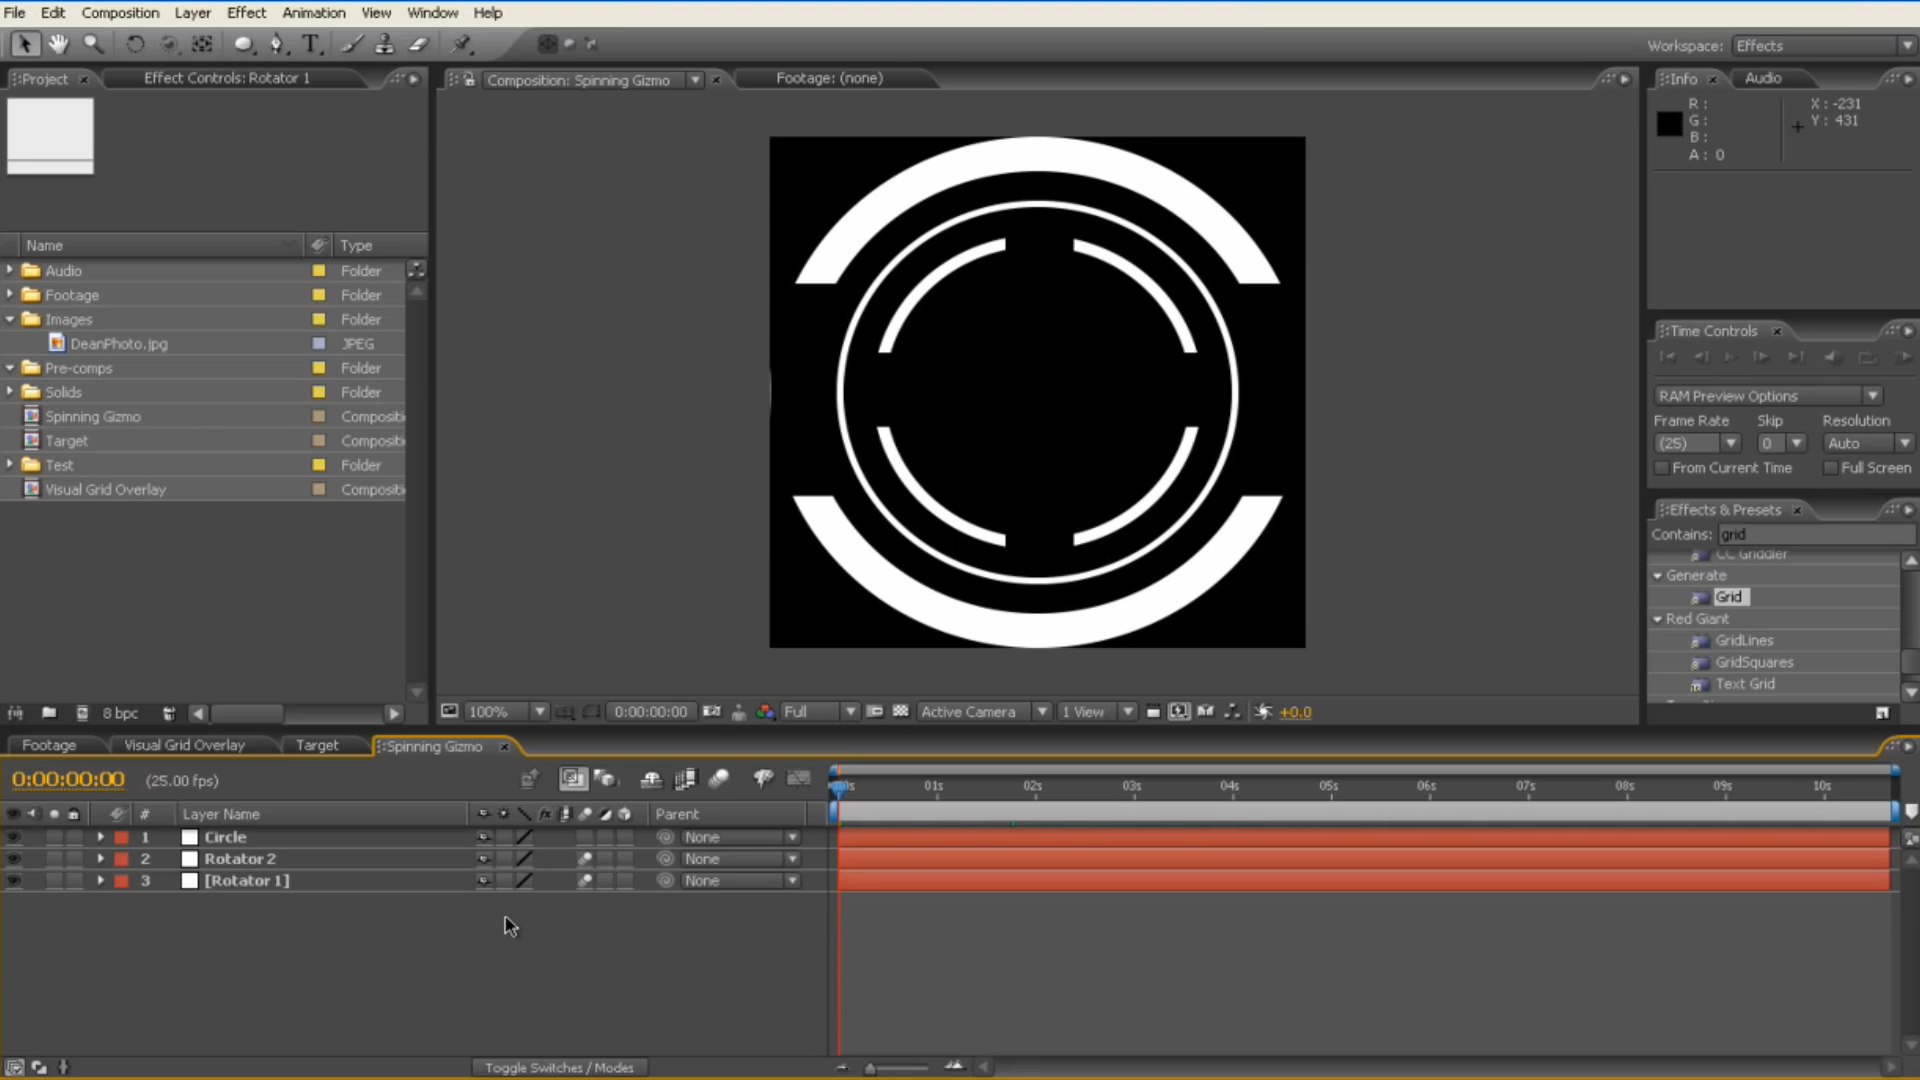 File Edit Composition Layer Effect Animation View Window Help
Workspace: Effects
Project × Effect Controls: Rotator 1
Composition: Spinning Gizmo × Footage: (none)
Info × Audio
R :
G :
B :
A : 0
X : -231
Y : 431
Name Type
Audio Folder
Footage Folder
Images Folder
DeanPhoto.jpg JPEG
Pre-comps Folder
Solids Folder
Spinning Gizmo Compositi
Target Compositi
Test Folder
Visual Grid Overlay Compositi
Time Controls ×
RAM Preview Options
Frame Rate Skip Resolution
(25) 0 Auto
From Current Time Full Screen
Effects & Presets ×
Contains: grid
CC Griddler
Generate
Grid
Red Giant
GridLines
GridSquares
Text Grid
8 bpc
100% 0:00:00:00 Full Active Camera 1 View +0.0
Footage Visual Grid Overlay Target Spinning Gizmo ×
0:00:00:00 (25.00 fps)
01s 02s 03s 04s 05s 06s 07s 08s 09s 10s
# Layer Name Parent
1 Circle None
2 Rotator 2 None
3 [Rotator 1] None
Toggle Switches / Modes